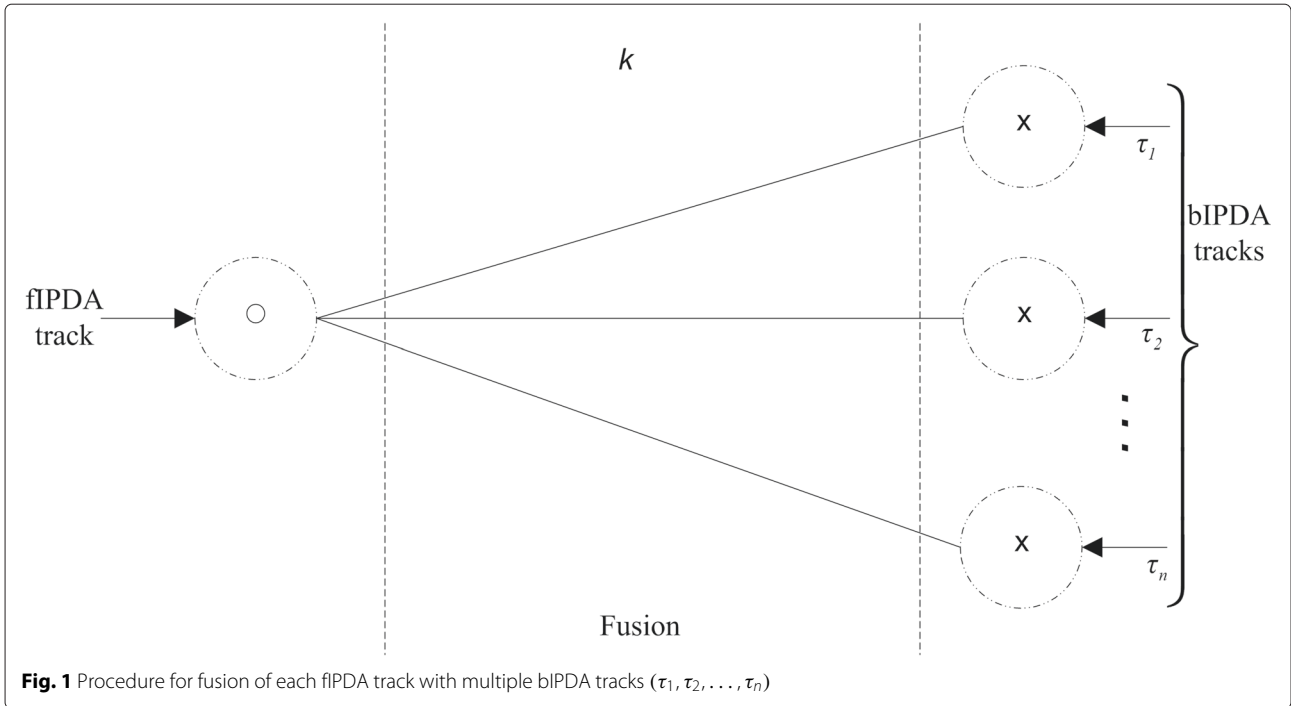 k
x
τ1
bIPDA
tracks
fIPDA
track
x
τ2
x
τn
Fusion
Fig. 1 Procedure for fusion of each fIPDA track with multiple bIPDA tracks (τ1, τ2, . . . , τn)